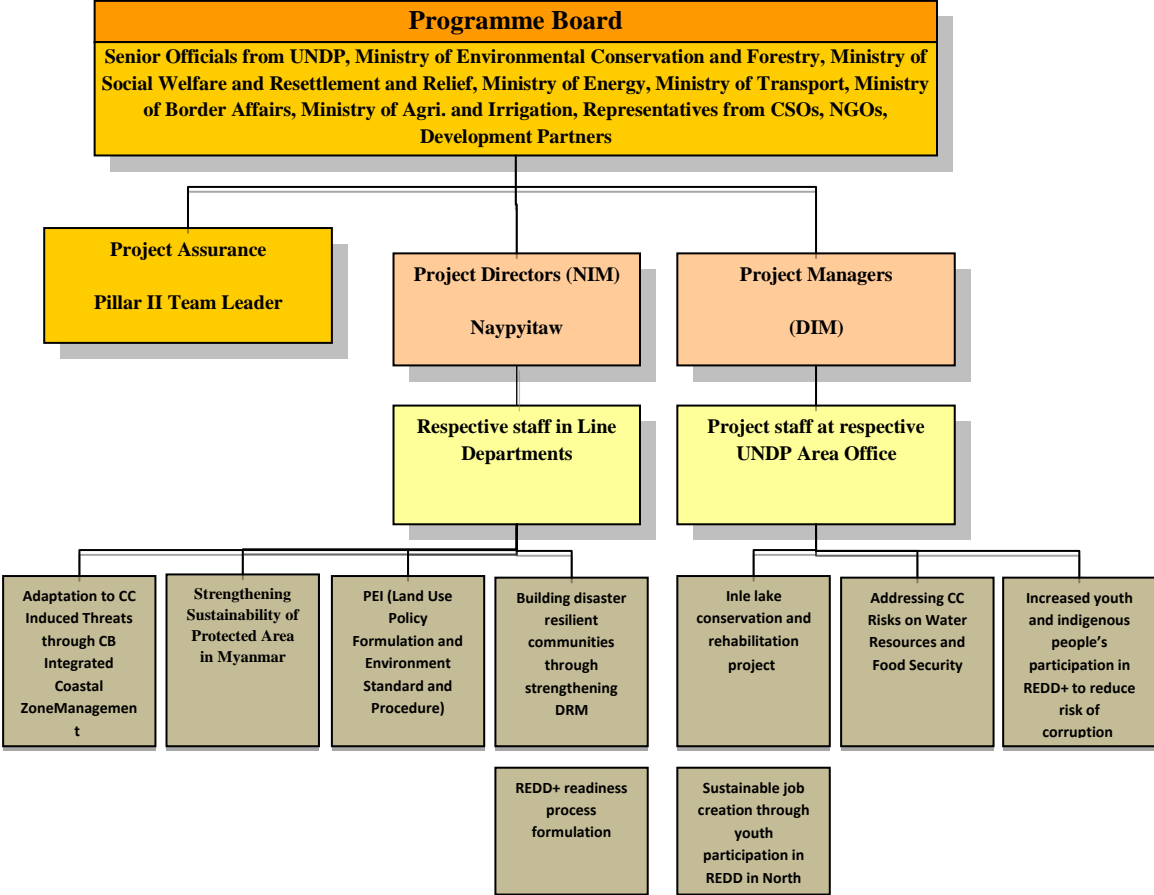 Programme Board
Senior Officials from UNDP, Ministry of Environmental Conservation and Forestry, Ministry of
Social Welfare and Resettlement and Relief, Ministry of Energy, Ministry of Transport, Ministry
of Border Affairs, Ministry of Agri. and Irrigation, Representatives from CSOs, NGOs,
Development Partners
Project Assurance
Pillar II Team Leader
Project Directors (NIM)
Naypyitaw
Project Managers
(DIM)
Respective staff in Line
Departments
Project staff at respective
UNDP Area Office
Adaptation to CC
Induced Threats
through CB
Integrated
Coastal
ZoneManagemen
t
Strengthening
Sustainability of
Protected Area
in Myanmar
PEI (Land Use
Policy
Formulation and
Environment
Standard and
Procedure)
Building disaster
resilient
communities
through
strengthening
DRM
Inle lake
conservation and
rehabilitation
project
Addressing CC
Risks on Water
Resources and
Food Security
Increased youth
and indigenous
people's
participation in
REDD+ to reduce
risk of
corruption
REDD+ readiness
process
formulation
Sustainable job
creation through
youth
participation in
REDD in North